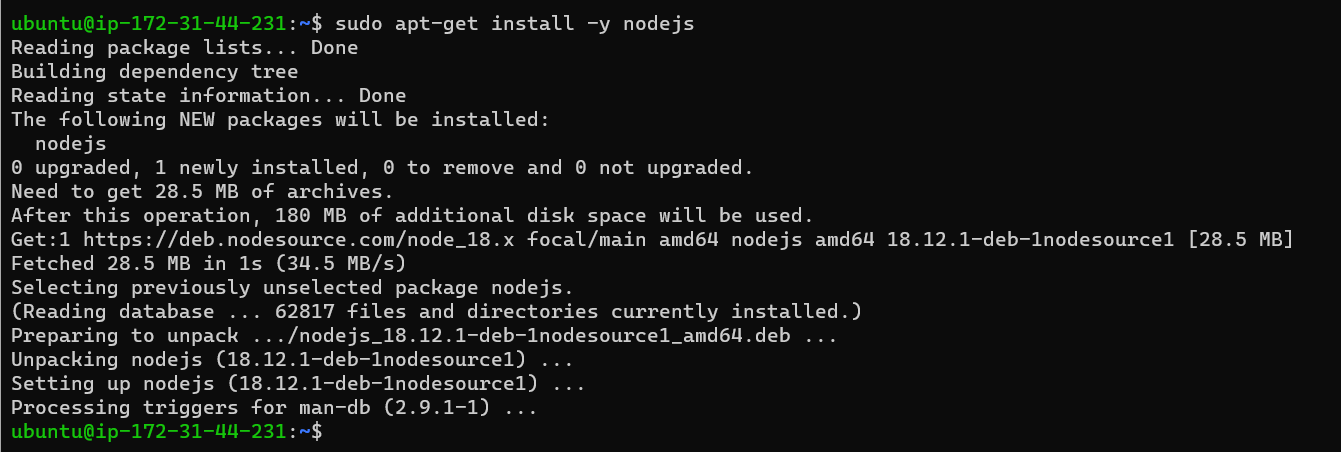 ubuntu@ip-172-31-44-231:~$ sudo apt-get install -y nodejs
Reading package lists... Done
Building dependency tree
Reading state information... Done
The following NEW packages will be installed:
  nodejs
0 upgraded, 1 newly installed, 0 to remove and 0 not upgraded.
Need to get 28.5 MB of archives.
After this operation, 180 MB of additional disk space will be used.
Get:1 https://deb.nodesource.com/node_18.x focal/main amd64 nodejs amd64 18.12.1-deb-1nodesource1 [28.5 MB]
Fetched 28.5 MB in 1s (34.5 MB/s)
Selecting previously unselected package nodejs.
(Reading database ... 62817 files and directories currently installed.)
Preparing to unpack .../nodejs_18.12.1-deb-1nodesource1_amd64.deb ...
Unpacking nodejs (18.12.1-deb-1nodesource1) ...
Setting up nodejs (18.12.1-deb-1nodesource1) ...
Processing triggers for man-db (2.9.1-1) ...
ubuntu@ip-172-31-44-231:~$